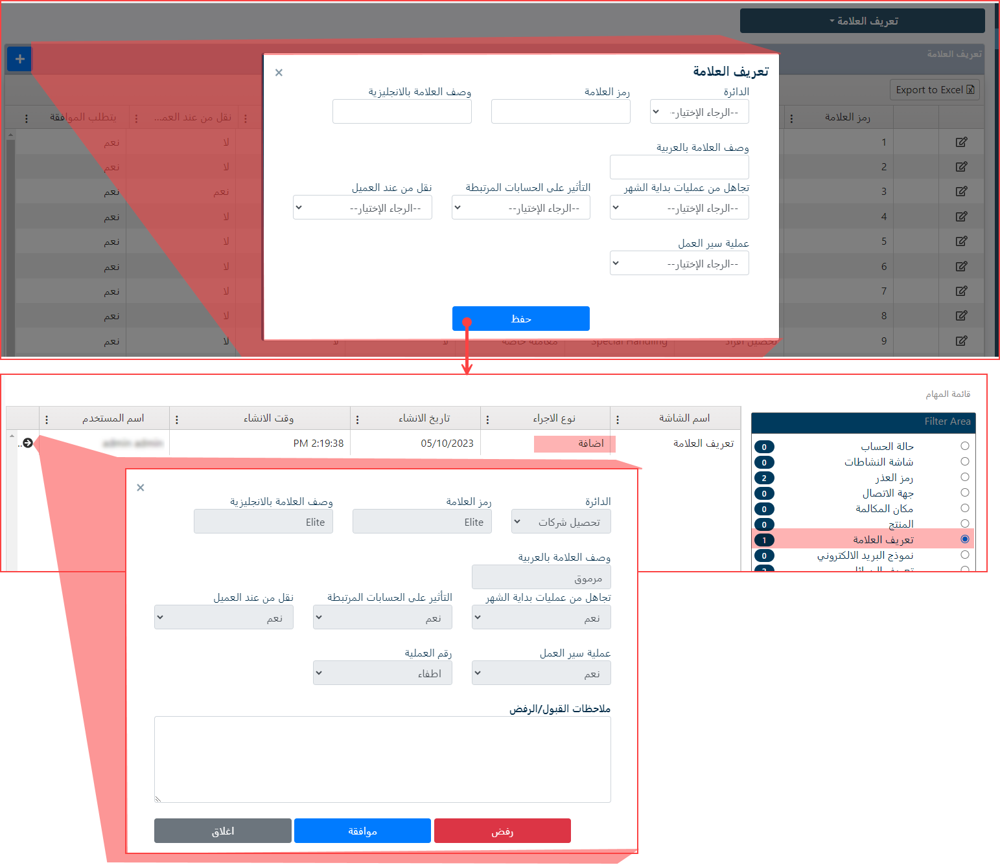 تعريف العلامة
تعريف العلامة
Export to Excel
رمز العلامة
نقل من عند العم...
يتطلب الموافقة
1
لا
نعم
2
لا
نعم
3
نعم
نعم
4
لا
نعم
5
لا
نعم
6
لا
نعم
7
لا
نعم
8
لا
نعم
9
تحصيل افراد
Special Handling
معاملة خاصة
لا
لا
لا
نعم
تعريف العلامة
×
الدائرة
رمز العلامة
وصف العلامة بالانجليزية
--الرجاء الإختيار-
وصف العلامة بالعربية
تجاهل من عمليات بداية الشهر
التأثير على الحسابات المرتبطة
نقل من عند العميل
--الرجاء الإختيار--
--الرجاء الإختيار--
--الرجاء الإختيار--
عملية سير العمل
--الرجاء الإختيار--
حفظ
قائمة المهام
Filter Area
حالة الحساب 0
شاشة النشاطات 0
رمز العذر 2
جهة الاتصال 0
مكان المكالمة 0
المنتج 0
تعريف العلامة 1
نموذج البريد الالكتروني 0
اسم الشاشة
نوع الاجراء
تاريخ الانشاء
وقت الانشاء
اسم المستخدم
تعريف العلامة
اضافة
05/10/2023
2:19:38 PM
admin admin
..
×
الدائرة
رمز العلامة
وصف العلامة بالانجليزية
تحصيل شركات
Elite
Elite
وصف العلامة بالعربية
مرموق
تجاهل من عمليات بداية الشهر
التأثير على الحسابات المرتبطة
نقل من عند العميل
نعم
نعم
نعم
عملية سير العمل
رقم العملية
نعم
اطفاء
ملاحظات القبول/الرفض
رفض
موافقة
اغلاق